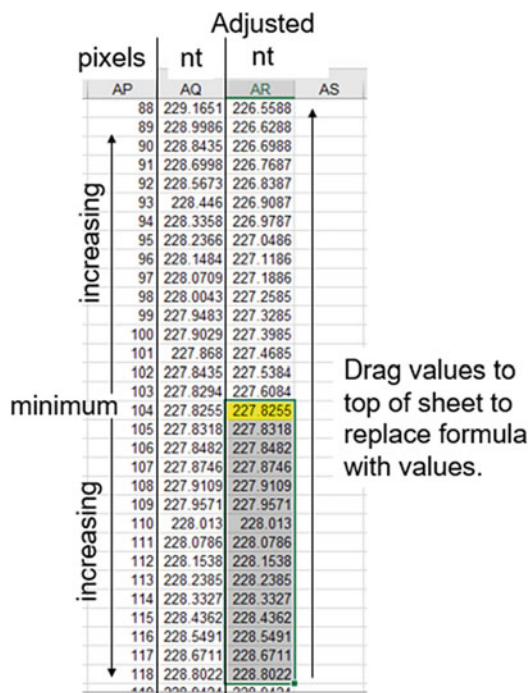 Adjusted
pixels nt nt
AP AQ AR AS
88 229.1651 226.5588
89 228.9986 226.6288
90 228.8435 226.6988
91 228.6998 226.7687
92 228.5673 226.8387
93 228.446 226.9087
94 228.3358 226.9787
95 228.2366 227.0486
96 228.1484 227.1186
97 228.0709 227.1886
98 228.0043 227.2585
99 227.9483 227.3285
100 227.9029 227.3985
101 227.868 227.4685
102 227.8435 227.5384
103 227.8294 227.6084
104 227.8255 227.8255
105 227.8318 227.8318
106 227.8482 227.8482
107 227.8746 227.8746
108 227.9109 227.9109
109 227.9571 227.9571
110 228.013 228.013
111 228.0786 228.0786
112 228.1538 228.1538
113 228.2385 228.2385
114 228.3327 228.3327
115 228.4362 228.4362
116 228.5491 228.5491
117 228.6711 228.6711
118 228.8022 228.8022
increasing
minimum
increasing
Drag values to
top of sheet to
replace formula
with values.